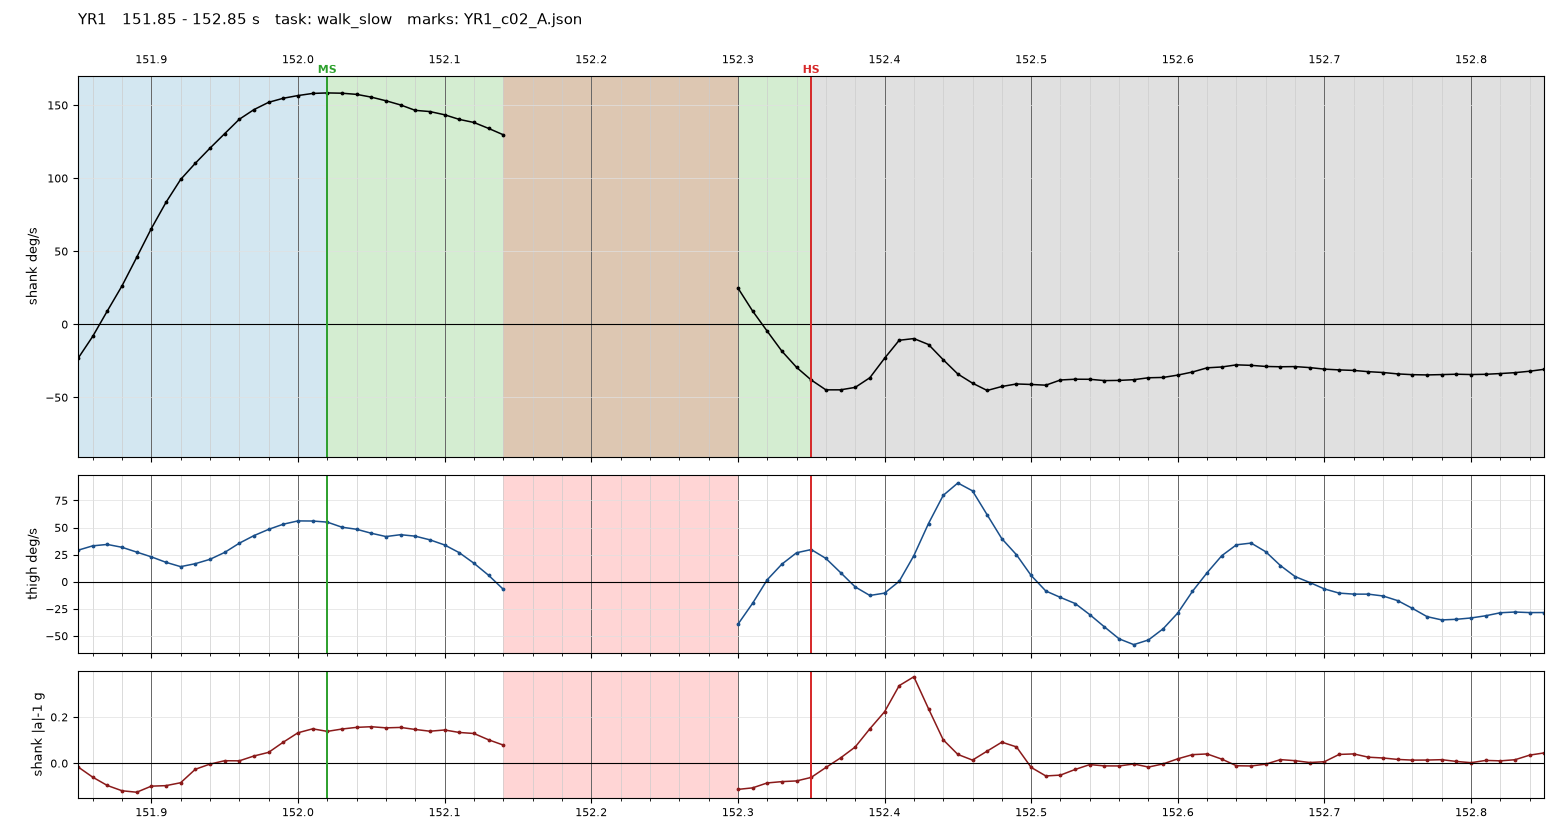 YR1   151.85 - 152.85 s   task: walk_slow   marks: YR1_c02_A.json
151.9 152.0 152.1 152.2 152.3 152.4 152.5 152.6 152.7 152.8
MS HS
shank deg/s
150
100
50
0
−50
thigh deg/s
75
50
25
0
−25
−50
shank |a|-1 g
0.2
0.0
151.9 152.0 152.1 152.2 152.3 152.4 152.5 152.6 152.7 152.8